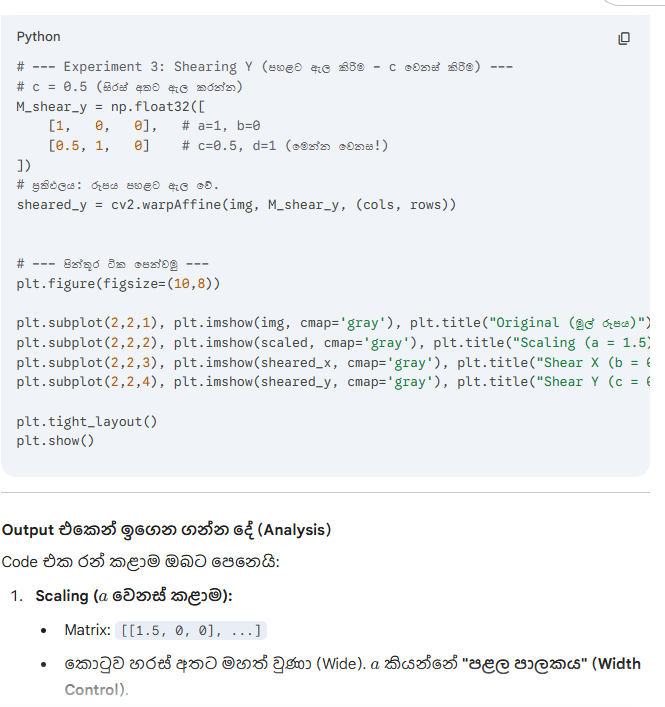 Python
# --- Experiment 3: Shearing Y (පහළට ඇල කිරීම - c වෙනස් කිරීම) ---
# c = 0.5 (සිරස් අතට ඇල කරන්න)
M_shear_y = np.float32([
    [1,   0,   0],   # a=1, b=0
    [0.5, 1,   0]    # c=0.5, d=1 (මෙන්න වෙනස!)
])
# ප්‍රතිඵලය: රූපය පහළට ඇල වේ.
sheared_y = cv2.warpAffine(img, M_shear_y, (cols, rows))
# --- පින්තූර ටික පෙන්වමු ---
plt.figure(figsize=(10,8))
plt.subplot(2,2,1), plt.imshow(img, cmap='gray'), plt.title("Original (මුල් රූපය)")
plt.subplot(2,2,2), plt.imshow(scaled, cmap='gray'), plt.title("Scaling (a = 1.5)
plt.subplot(2,2,3), plt.imshow(sheared_x, cmap='gray'), plt.title("Shear X (b =
plt.subplot(2,2,4), plt.imshow(sheared_y, cmap='gray'), plt.title("Shear Y (c =
plt.tight_layout()
plt.show()
Output එකෙන් ඉගෙන ගන්න දේ (Analysis)
Code එක රන් කළාම ඔබට පෙනෙයි:
1. Scaling (a වෙනස් කළාම):
• Matrix: [[1.5, 0, 0], ...]
• කොටුව හරස් අතට මහත් වුණා (Wide). a කියන්නේ "පළල පාලකය" (Width
Control).